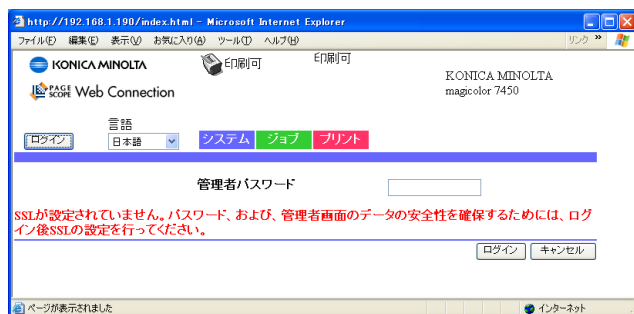 http://192.168.1.190/index.html - Microsoft Internet Explorer
ファイル(F) 編集(E) 表示(V) お気に入り(A) ツール(T) ヘルプ(H) リンク »
KONICA MINOLTA 印刷可 印刷可
KONICA MINOLTA
magicolor 7450
PAGE SCOPE Web Connection
言語
ログイン 日本語 システム ジョブ プリント
管理者パスワード
SSLが設定されていません。パスワード、および、管理者画面のデータの安全性を確保するためには、ログ
イン後SSLの設定を行ってください。
ログイン キャンセル
ページが表示されました インターネット